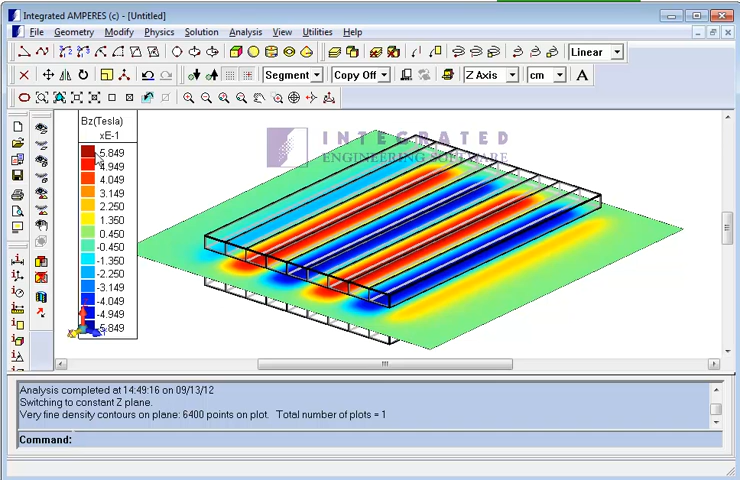 Integrated AMPERES (c) - [Untitled]
File Geometry Modify Physics Solution Analysis View Utilities Help
Linear
Segment Copy Off Z Axis cm A
Bz(Tesla)
xE-1
5.849
4.949
4.049
3.149
2.250
1.350
0.450
-0.450
-1.350
-2.250
-3.149
-4.049
-4.949
-5.849
INTEGRATED
ENGINEERING SOFTWARE
Analysis completed at 14:49:16 on 09/13/12
Switching to constant Z plane.
Very fine density contours on plane: 6400 points on plot. Total number of plots = 1
Command: